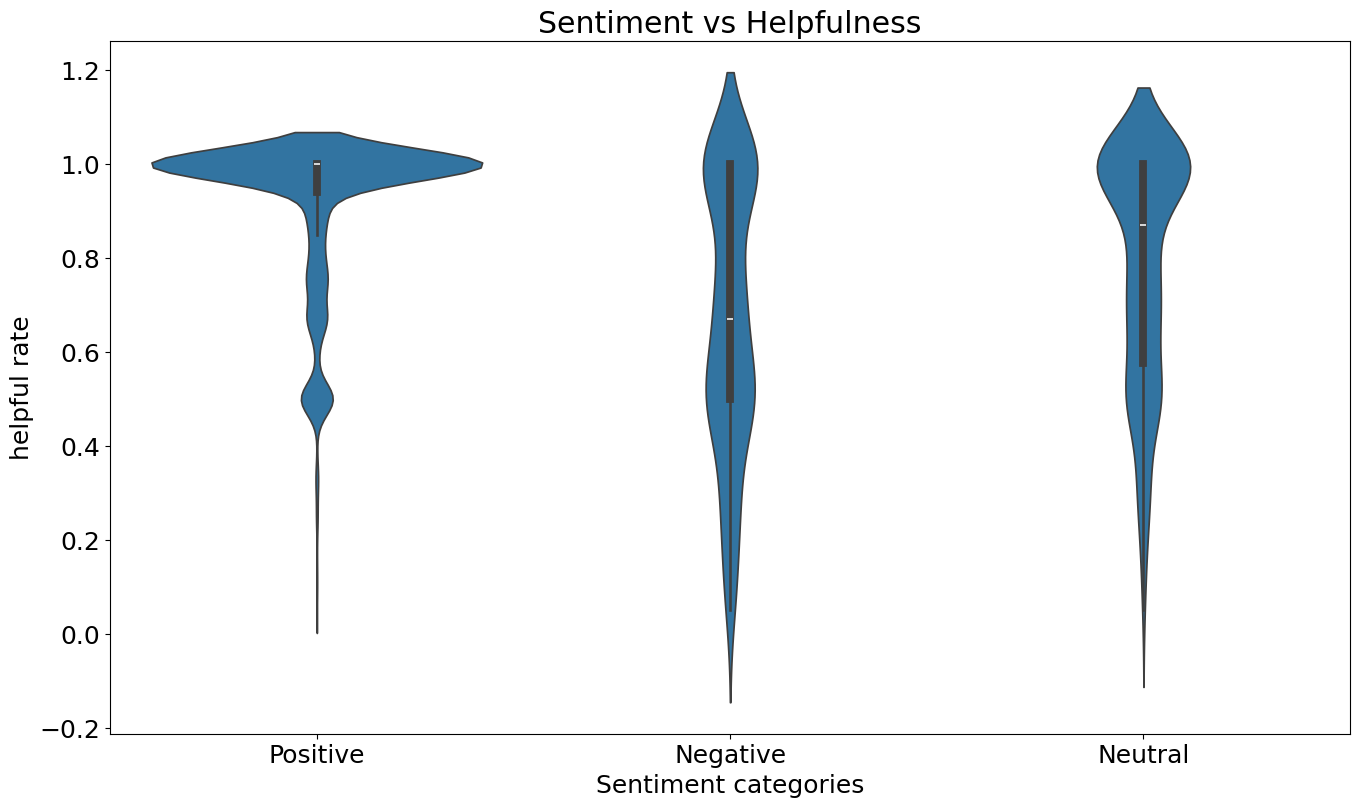 Sentiment vs Helpfulness
helpful rate
1.2
1.0
0.8
0.6
0.4
0.2
0.0
−0.2
Positive
Negative
Neutral
Sentiment categories